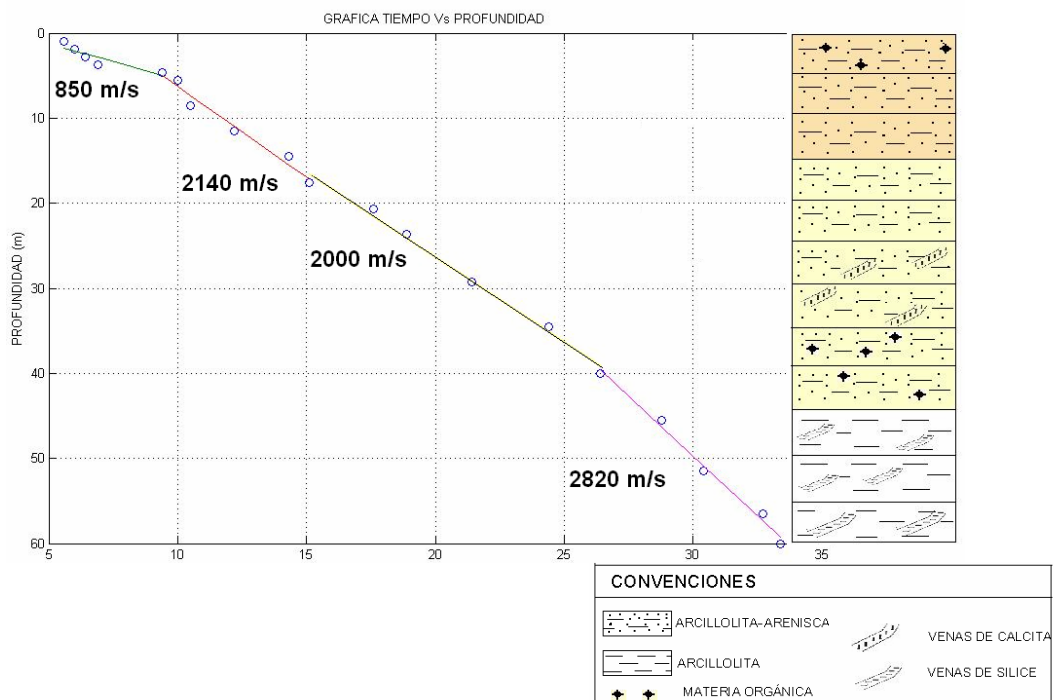 GRAFICA TIEMPO Vs PROFUNDIDAD
PROFUNDIDAD (m)
0
10
20
30
40
50
60
850 m/s
2140 m/s
2000 m/s
2820 m/s
5 10 15 20 25 30 35
CONVENCIONES
ARCILLOLITA-ARENISCA
ARCILLOLITA
MATERIA ORGÁNICA
VENAS DE CALCITA
VENAS DE SILICE